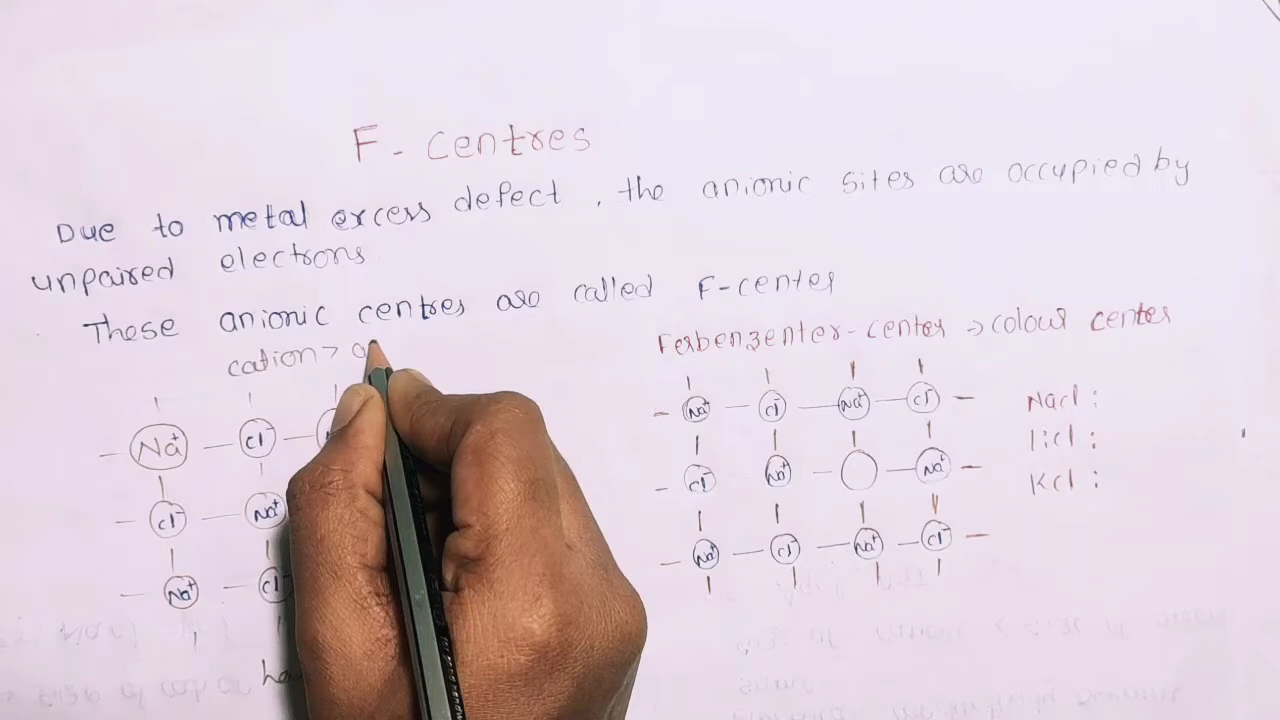 F - centres
Due to metal excess defect, the anionic sites are occupied by
unpaired electrons
These anionic centres are called F-center
Ferbenzenter-center → colour center
cation >
Na+ Cl-
Cl- Na+
Na+ Cl-
Na+ Cl- Na+ Cl-
Cl- Na+ Na+
Na+ Cl- Na+ Cl-
Nacl :
licl :
Kcl :